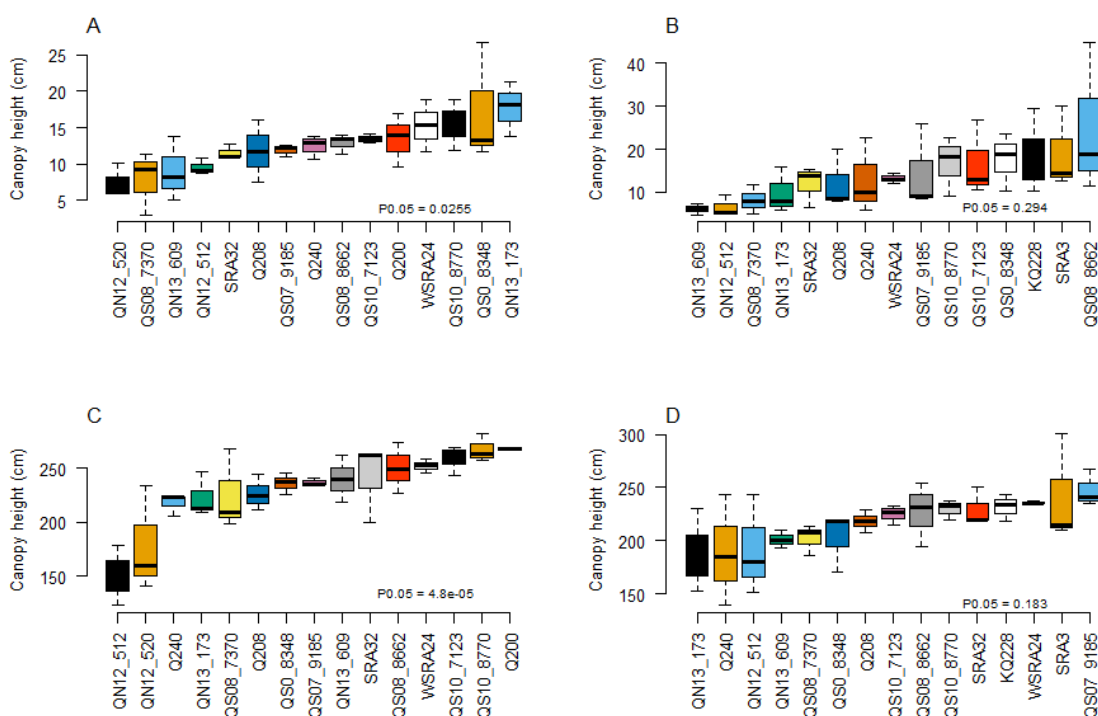 A
Canopy height (cm)
25
20
15
10
5
P0.05 = 0.0255
QN12_520
QS08_7370
QN13_609
QN12_512
SRA32
Q208
QS07_9185
Q240
QS08_8662
QS10_7123
Q200
WSRA24
QS10_8770
QS0_8348
QN13_173
B
Canopy height (cm)
40
30
20
10
P0.05 = 0.294
QN13_609
QN12_512
QS08_7370
QN13_173
SRA32
Q208
Q240
WSRA24
QS07_9185
QS10_8770
QS10_7123
QS0_8348
KQ228
SRA3
QS08_8662
C
Canopy height (cm)
250
200
150
P0.05 = 4.8e-05
QN12_512
QN12_520
Q240
QN13_173
QS08_7370
Q208
QS0_8348
QS07_9185
QN13_609
SRA32
QS08_8662
WSRA24
QS10_7123
QS10_8770
Q200
D
Canopy height (cm)
300
250
200
150
P0.05 = 0.183
QN13_173
Q240
QN12_512
QN13_609
QS08_7370
QS0_8348
Q208
QS10_7123
QS08_8662
QS10_8770
SRA32
KQ228
WSRA24
SRA3
QS07_9185